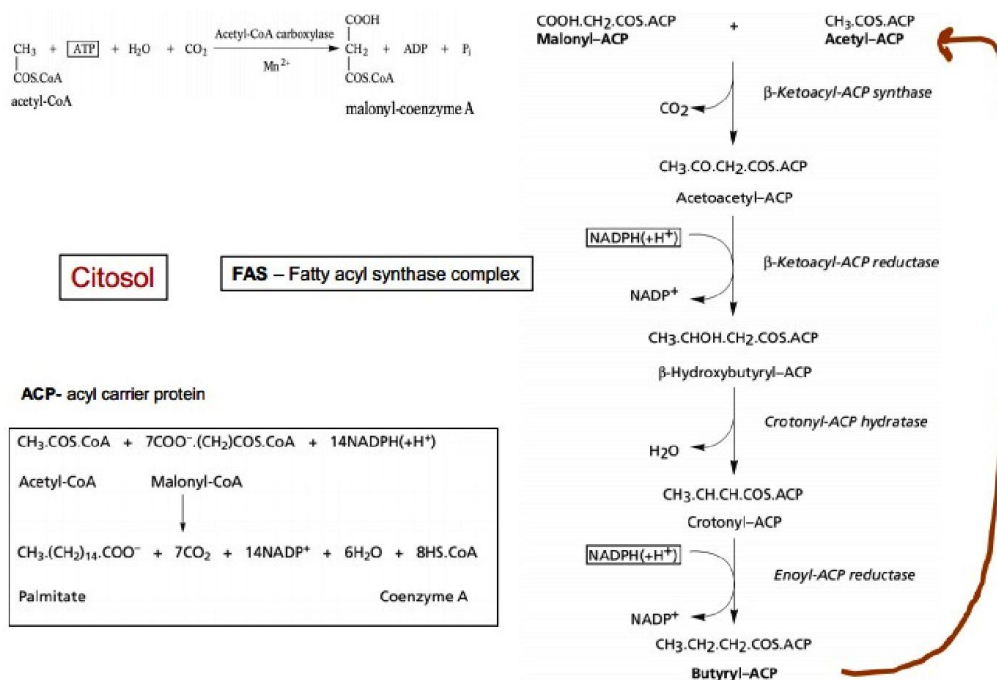 Acetyl-CoA carboxylase
COOH
CH3 + ATP + H2O + CO2 CH2 + ADP + Pi
Mn2+
COS.CoA COS.CoA
acetyl-CoA malonyl-coenzyme A
Citosol
FAS – Fatty acyl synthase complex
ACP- acyl carrier protein
CH3.COS.CoA + 7COO⁻.(CH2)COS.CoA + 14NADPH(+H⁺)
Acetyl-CoA Malonyl-CoA
CH3.(CH2)14.COO⁻ + 7CO2 + 14NADP⁺ + 6H2O + 8HS.CoA
Palmitate Coenzyme A
COOH.CH2.COS.ACP + CH3.COS.ACP
Malonyl–ACP Acetyl–ACP
β-Ketoacyl-ACP synthase
CO2
CH3.CO.CH2.COS.ACP
Acetoacetyl–ACP
NADPH(+H⁺)
β-Ketoacyl-ACP reductase
NADP⁺
CH3.CHOH.CH2.COS.ACP
β-Hydroxybutyryl–ACP
Crotonyl-ACP hydratase
H2O
CH3.CH.CH.COS.ACP
Crotonyl–ACP
NADPH(+H⁺)
Enoyl-ACP reductase
NADP⁺
CH3.CH2.CH2.COS.ACP
Butyryl–ACP